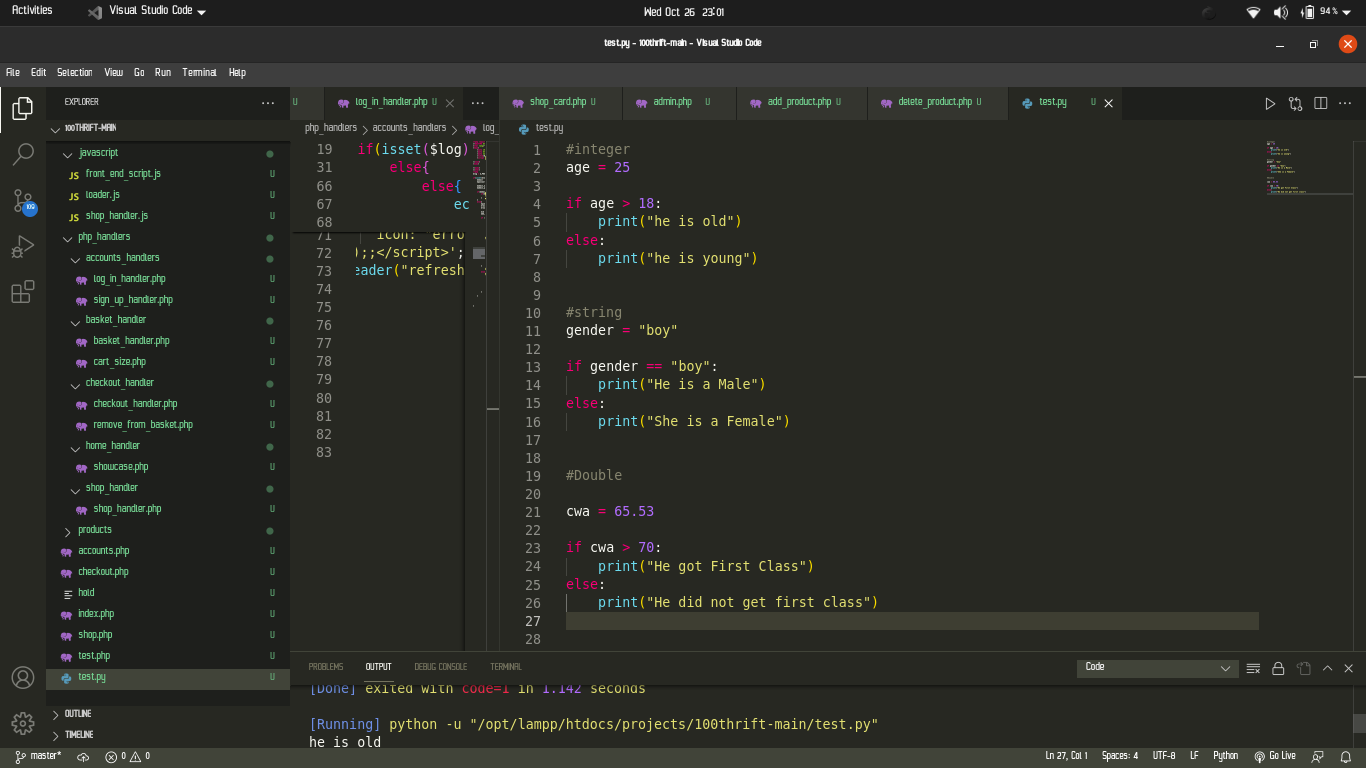 Activities
Visual Studio Code
Wed Oct 26 23:01
94 %
test.py - 100thrift-main - Visual Studio Code
File Edit Selection View Go Run Terminal Help
EXPLORER
100THRIFT-MAIN
javascript
front_end_script.js U
loader.js U
shop_handler.js U
php_handlers
accounts_handlers
log_in_handler.php U
sign_up_handler.php U
basket_handler
basket_handler.php U
cart_size.php U
checkout_handler
checkout_handler.php U
remove_from_basket.php U
home_handler
showcase.php U
shop_handler
shop_handler.php U
products
accounts.php U
checkout.php U
hold U
index.php U
shop.php U
test.php U
test.py U
OUTLINE
TIMELINE
109
U
log_in_handler.php U
php_handlers > accounts_handlers > log_
19 if(isset($log)
31 else{
66 else{
67 ec
68
71 icon: erro
72 );;</script>';
73 eader("refresh
74
75
76
77
78
79
80
81
82
83
shop_card.php U
admin.php U
add_product.php U
delete_product.php U
test.py U
test.py
1 #integer
2 age = 25
3
4 if age > 18:
5 print("he is old")
6 else:
7 print("he is young")
8
9
10 #string
11 gender = "boy"
12
13 if gender == "boy":
14 print("He is a Male")
15 else:
16 print("She is a Female")
17
18
19 #Double
20
21 cwa = 65.53
22
23 if cwa > 70:
24 print("He got First Class")
25 else:
26 print("He did not get first class")
27
28
PROBLEMS OUTPUT DEBUG CONSOLE TERMINAL
Code
[Done] exited with code=1 in 1.142 seconds
[Running] python -u "/opt/lampp/htdocs/projects/100thrift-main/test.py"
he is old
master* 0 0
Ln 27, Col 1 Spaces: 4 UTF-8 LF Python Go Live